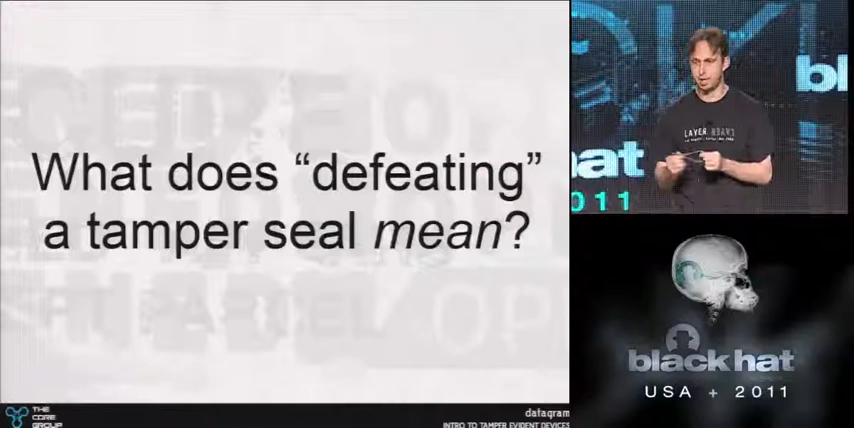 What does “defeating”
a tamper seal mean?
THE
CORE
GROUP
datagram
INTRO TO TAMPER EVIDENT DEVICES
bl
hat
011
LAYER
black hat
USA + 2011